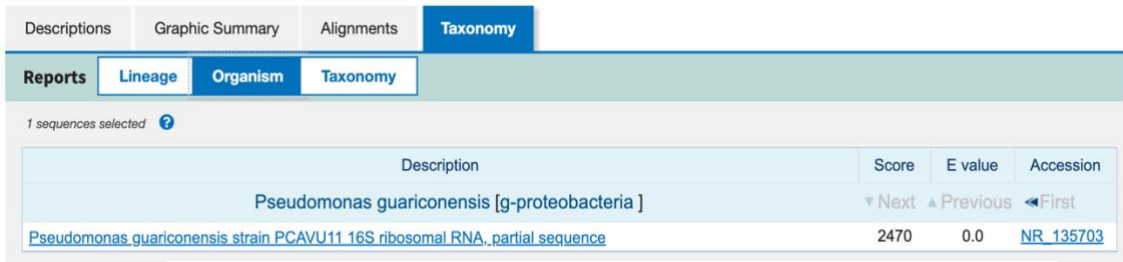 Descriptions Graphic Summary Alignments Taxonomy
Reports Lineage Organism Taxonomy
1 sequences selected ?
Description Score E value Accession
Pseudomonas guariconensis [g-proteobacteria ] ▼Next ▲Previous ◀◀First
Pseudomonas guariconensis strain PCAVU11 16S ribosomal RNA, partial sequence 2470 0.0 NR_135703